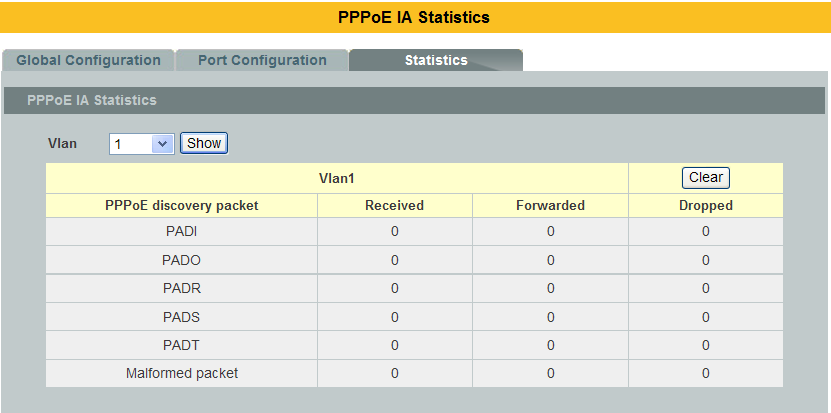 PPPoE IA Statistics
Global Configuration Port Configuration Statistics
PPPoE IA Statistics
Vlan 1 Show
Vlan1 Clear
PPPoE discovery packet Received Forwarded Dropped
PADI 0 0 0
PADO 0 0 0
PADR 0 0 0
PADS 0 0 0
PADT 0 0 0
Malformed packet 0 0 0